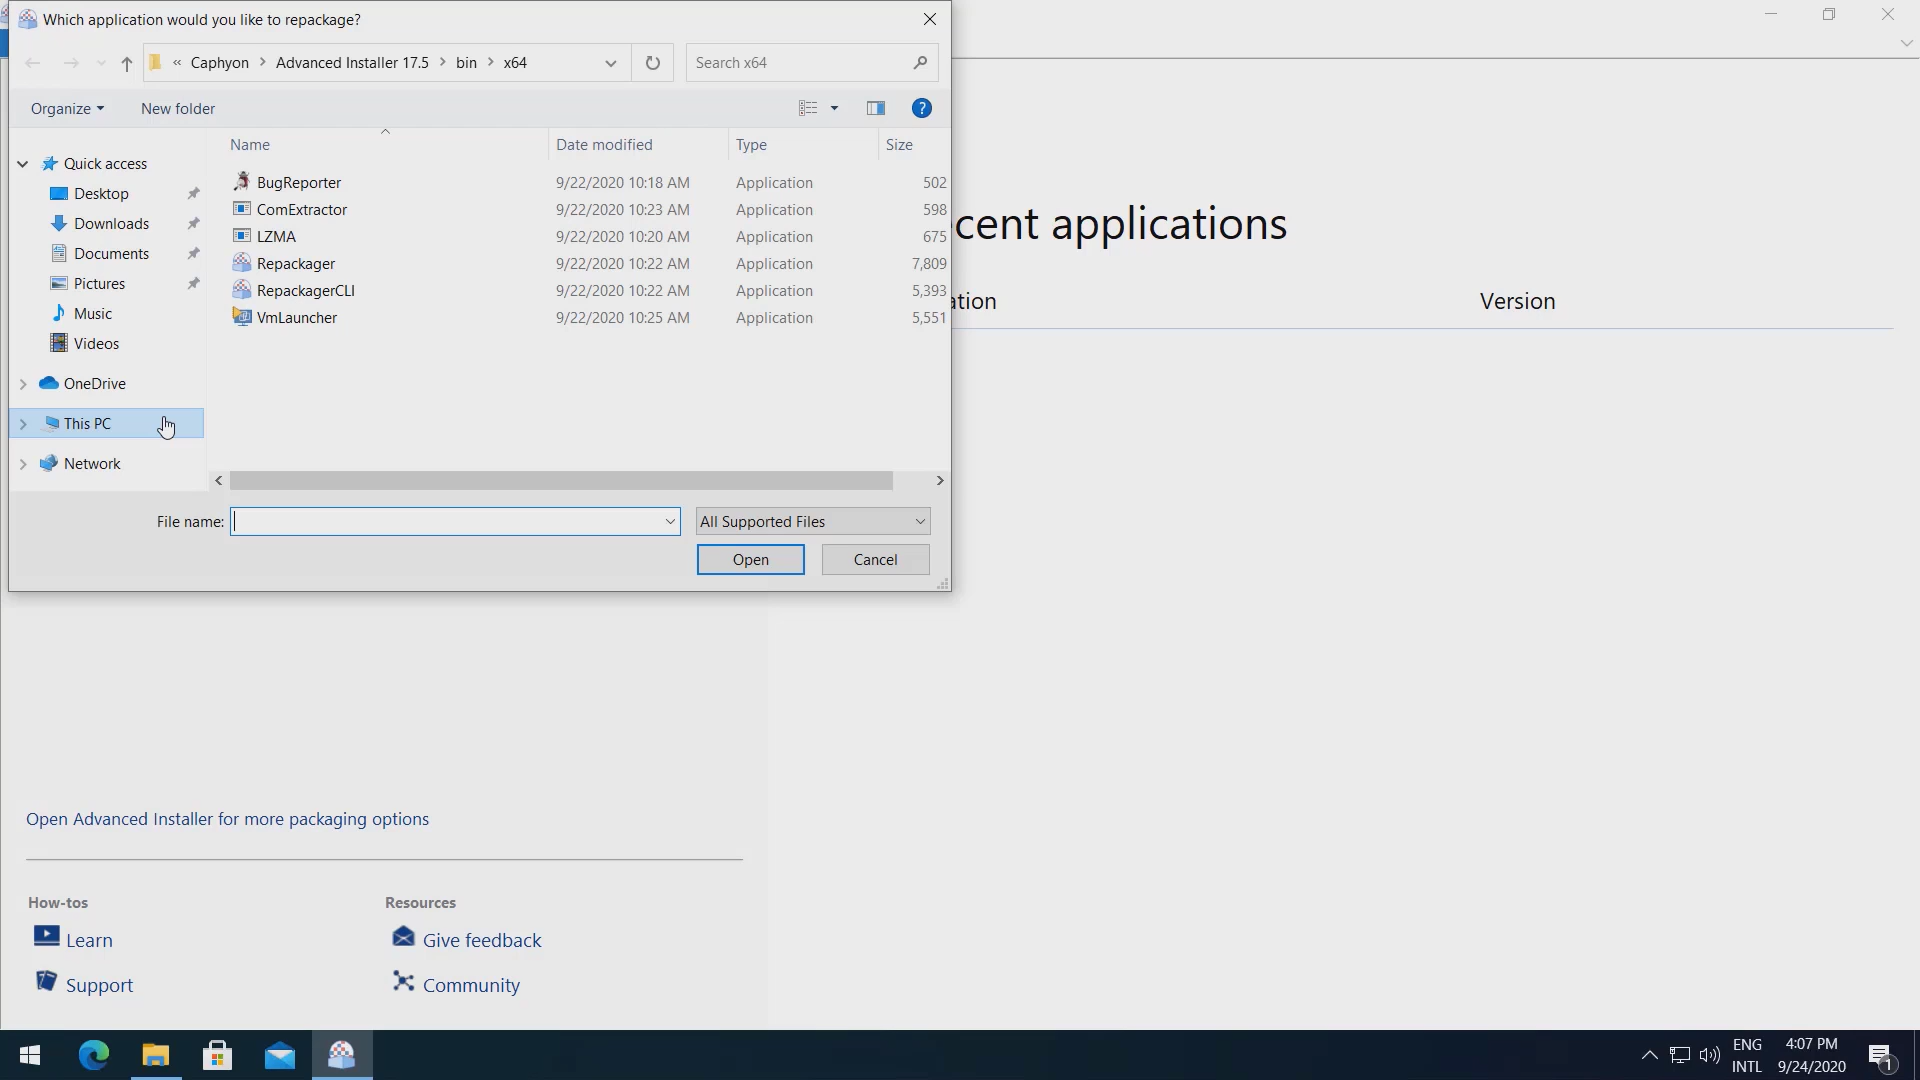 Which application would you like to repackage?
« Caphyon > Advanced Installer 17.5 > bin > x64
Search x64
Organize
New folder
Name Date modified Type Size
Quick access
Desktop
Downloads
Documents
Pictures
Music
Videos
OneDrive
This PC
Network
BugReporter 9/22/2020 10:18 AM Application 502
ComExtractor 9/22/2020 10:23 AM Application 598
LZMA 9/22/2020 10:20 AM Application 675
Repackager 9/22/2020 10:22 AM Application 7,809
RepackagerCLI 9/22/2020 10:22 AM Application 5,393
VmLauncher 9/22/2020 10:25 AM Application 5,551
File name:
All Supported Files
Open
Cancel
cent applications
ation
Version
Open Advanced Installer for more packaging options
How-tos
Learn
Support
Resources
Give feedback
Community
ENG
INTL
4:07 PM
9/24/2020
1